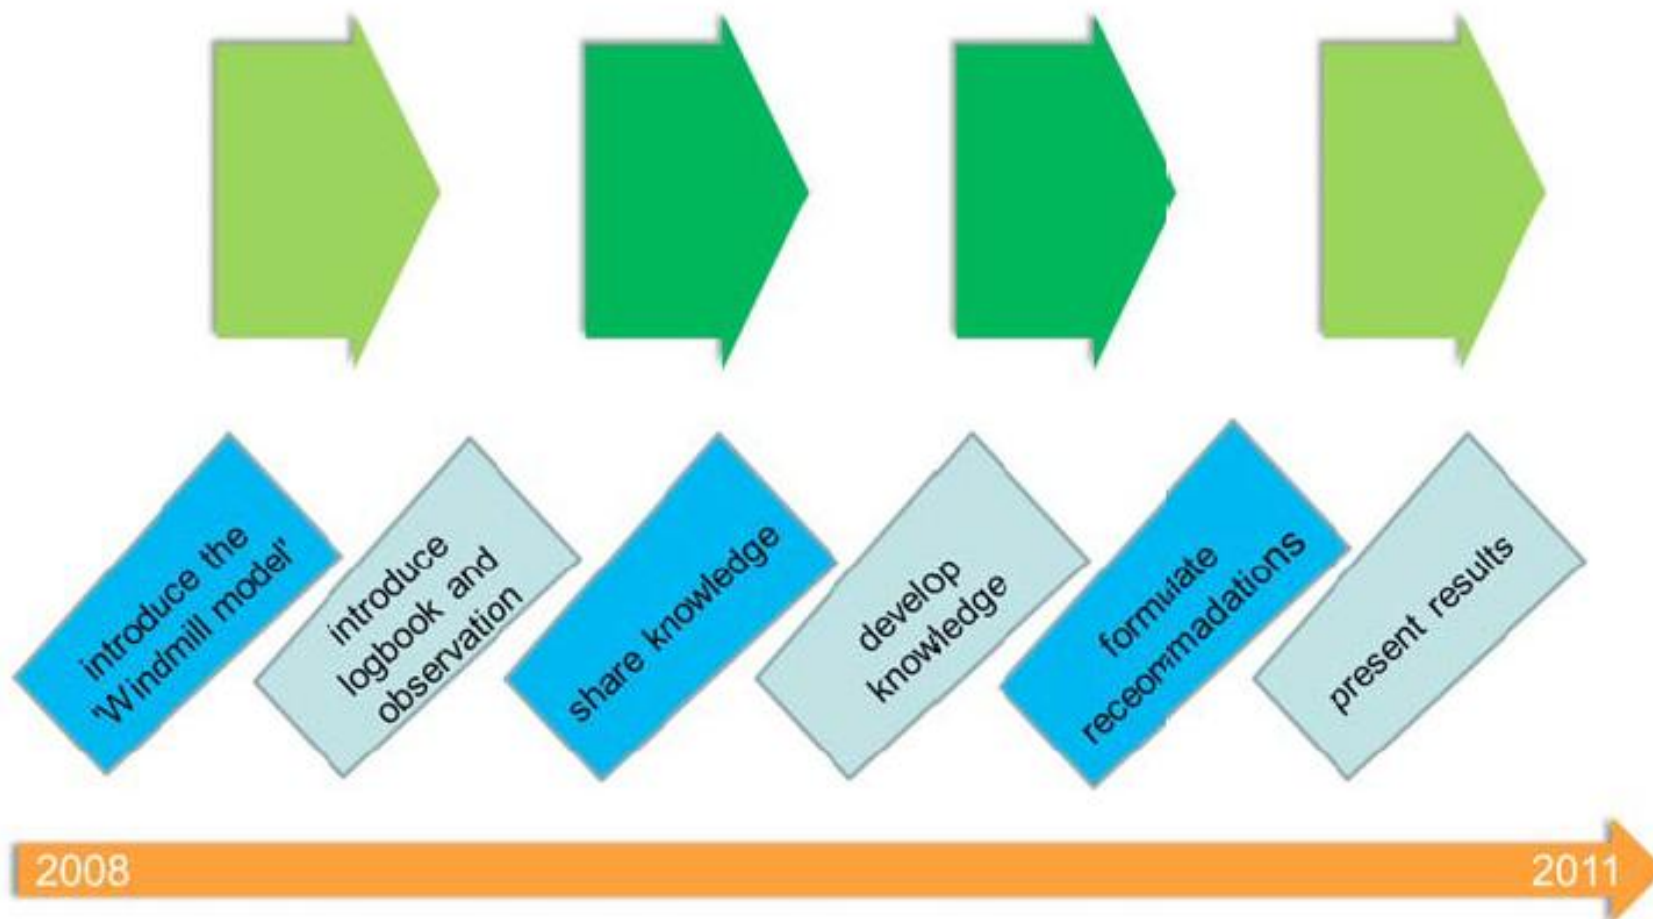 introduce the
'Windmill model'
introduce
logbook and
observation
share knowledge
develop
knowledge
formulate
receommadations
present results
2008
2011